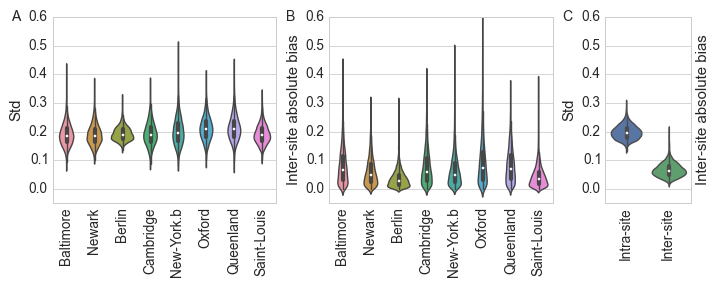 A
Std
0.6
0.5
0.4
0.3
0.2
0.1
0.0
Baltimore
Newark
Berlin
Cambridge
New-York.b
Oxford
Queenland
Saint-Louis
B
Inter-site absolute bias
0.6
0.5
0.4
0.3
0.2
0.1
0.0
Baltimore
Newark
Berlin
Cambridge
New-York.b
Oxford
Queenland
Saint-Louis
C
Std
0.6
0.5
0.4
0.3
0.2
0.1
0.0
Intra-site
Inter-site
Inter-site absolute bias